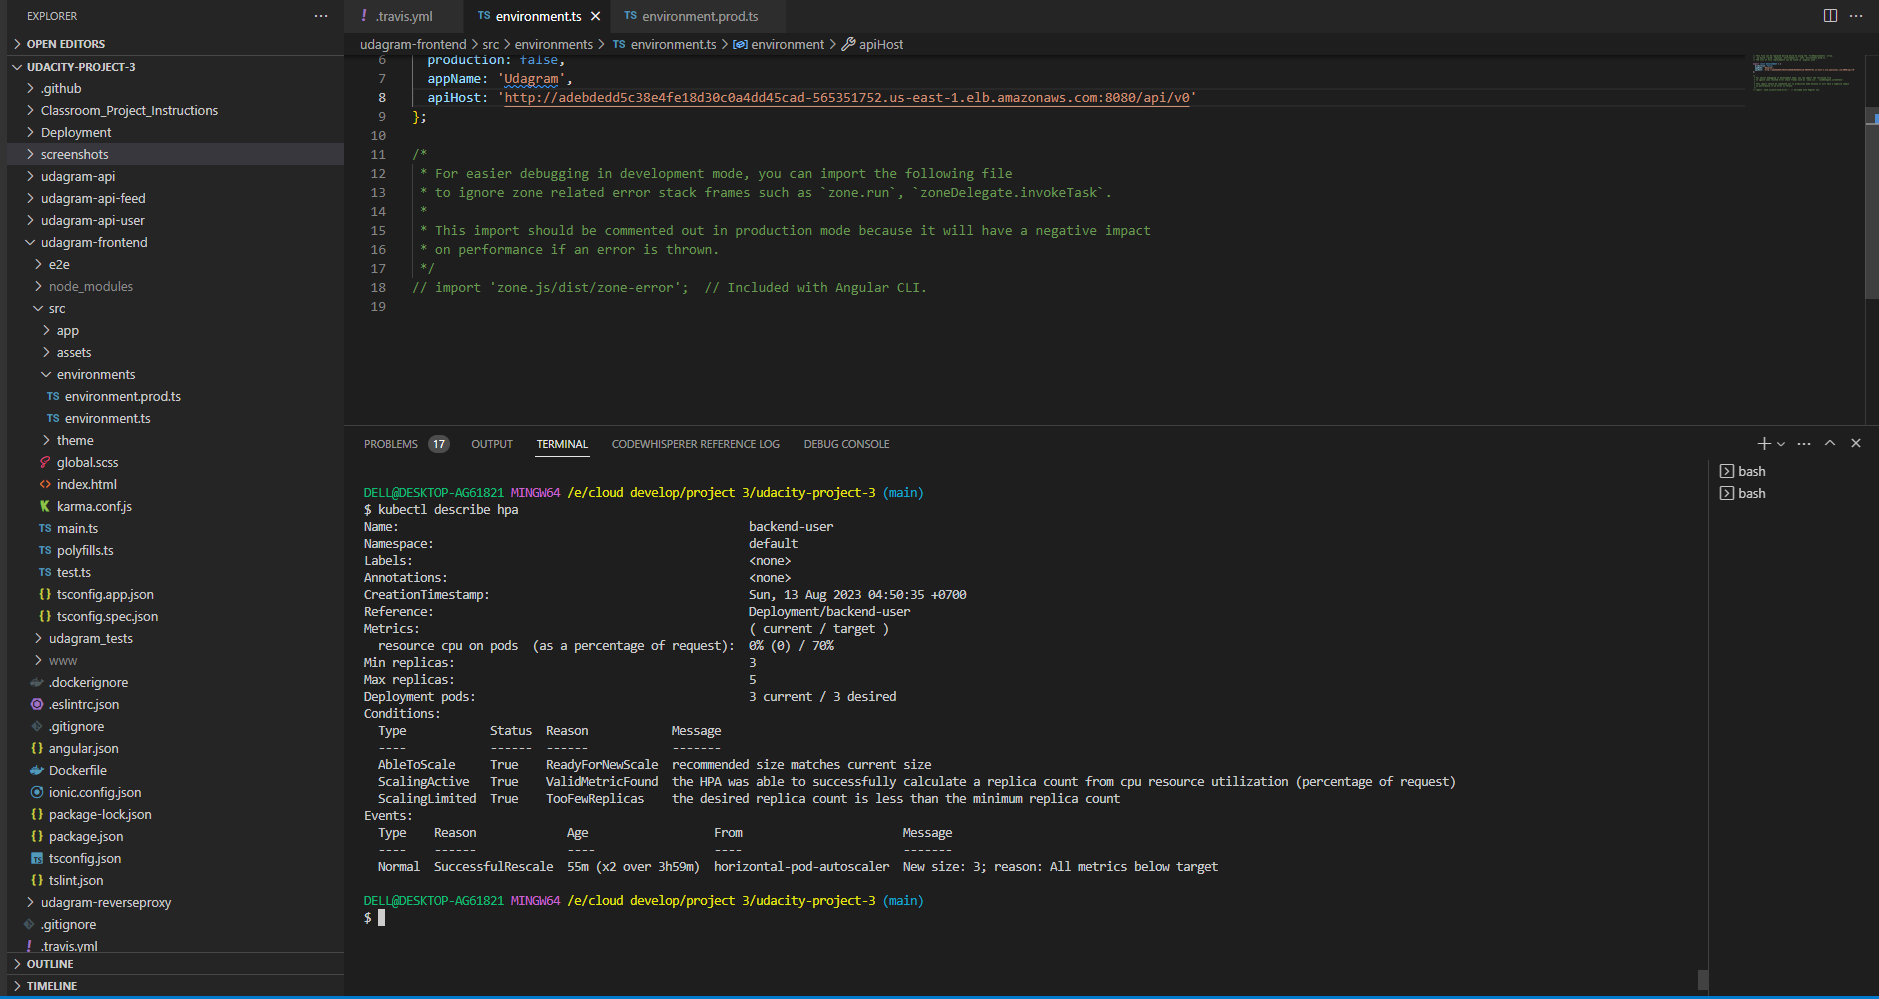 EXPLORER
OPEN EDITORS
UDACITY-PROJECT-3
.github
Classroom_Project_Instructions
Deployment
screenshots
udagram-api
udagram-api-feed
udagram-api-user
udagram-frontend
e2e
node_modules
src
app
assets
environments
TS environment.prod.ts
TS environment.ts
theme
global.scss
<> index.html
karma.conf.js
TS main.ts
TS polyfills.ts
TS test.ts
{} tsconfig.app.json
{} tsconfig.spec.json
udagram_tests
www
.dockerignore
.eslintrc.json
.gitignore
{} angular.json
Dockerfile
ionic.config.json
{} package-lock.json
{} package.json
TS tsconfig.json
{} tslint.json
udagram-reverseproxy
.gitignore
! .travis.yml
OUTLINE
TIMELINE
! .travis.yml TS environment.ts TS environment.prod.ts
udagram-frontend > src > environments > TS environment.ts > environment > apiHost
6 production: false,
7 appName: 'Udagram',
8 apiHost: 'http://adebdedd5c38e4fe18d30c0a4dd45cad-565351752.us-east-1.elb.amazonaws.com:8080/api/v0'
9 };
10
11 /*
12 * For easier debugging in development mode, you can import the following file
13 * to ignore zone related error stack frames such as `zone.run`, `zoneDelegate.invokeTask`.
14 *
15 * This import should be commented out in production mode because it will have a negative impact
16 * on performance if an error is thrown.
17 */
18 // import 'zone.js/dist/zone-error';  // Included with Angular CLI.
19
PROBLEMS 17 OUTPUT TERMINAL CODEWHISPERER REFERENCE LOG DEBUG CONSOLE
bash
bash
DELL@DESKTOP-AG61821 MINGW64 /e/cloud develop/project 3/udacity-project-3 (main)
$ kubectl describe hpa
Name: backend-user
Namespace: default
Labels: <none>
Annotations: <none>
CreationTimestamp: Sun, 13 Aug 2023 04:50:35 +0700
Reference: Deployment/backend-user
Metrics: ( current / target )
resource cpu on pods  (as a percentage of request): 0% (0) / 70%
Min replicas: 3
Max replicas: 5
Deployment pods: 3 current / 3 desired
Conditions:
Type Status Reason Message
---- ------ ------ -------
AbleToScale True ReadyForNewScale recommended size matches current size
ScalingActive True ValidMetricFound the HPA was able to successfully calculate a replica count from cpu resource utilization (percentage of request)
ScalingLimited True TooFewReplicas the desired replica count is less than the minimum replica count
Events:
Type Reason Age From Message
---- ------ ---- ---- -------
Normal SuccessfulRescale 55m (x2 over 3h59m) horizontal-pod-autoscaler New size: 3; reason: All metrics below target
DELL@DESKTOP-AG61821 MINGW64 /e/cloud develop/project 3/udacity-project-3 (main)
$